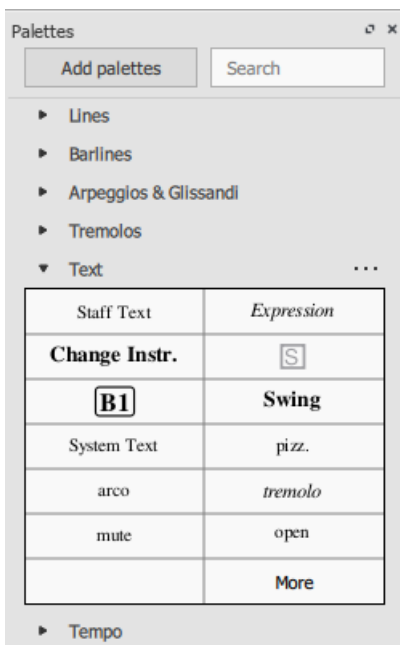 Palettes
Add palettes Search
Lines
Barlines
Arpeggios & Glissandi
Tremolos
Text ...
Staff Text Expression
Change Instr. S
B1 Swing
System Text pizz.
arco tremolo
mute open
More
Tempo